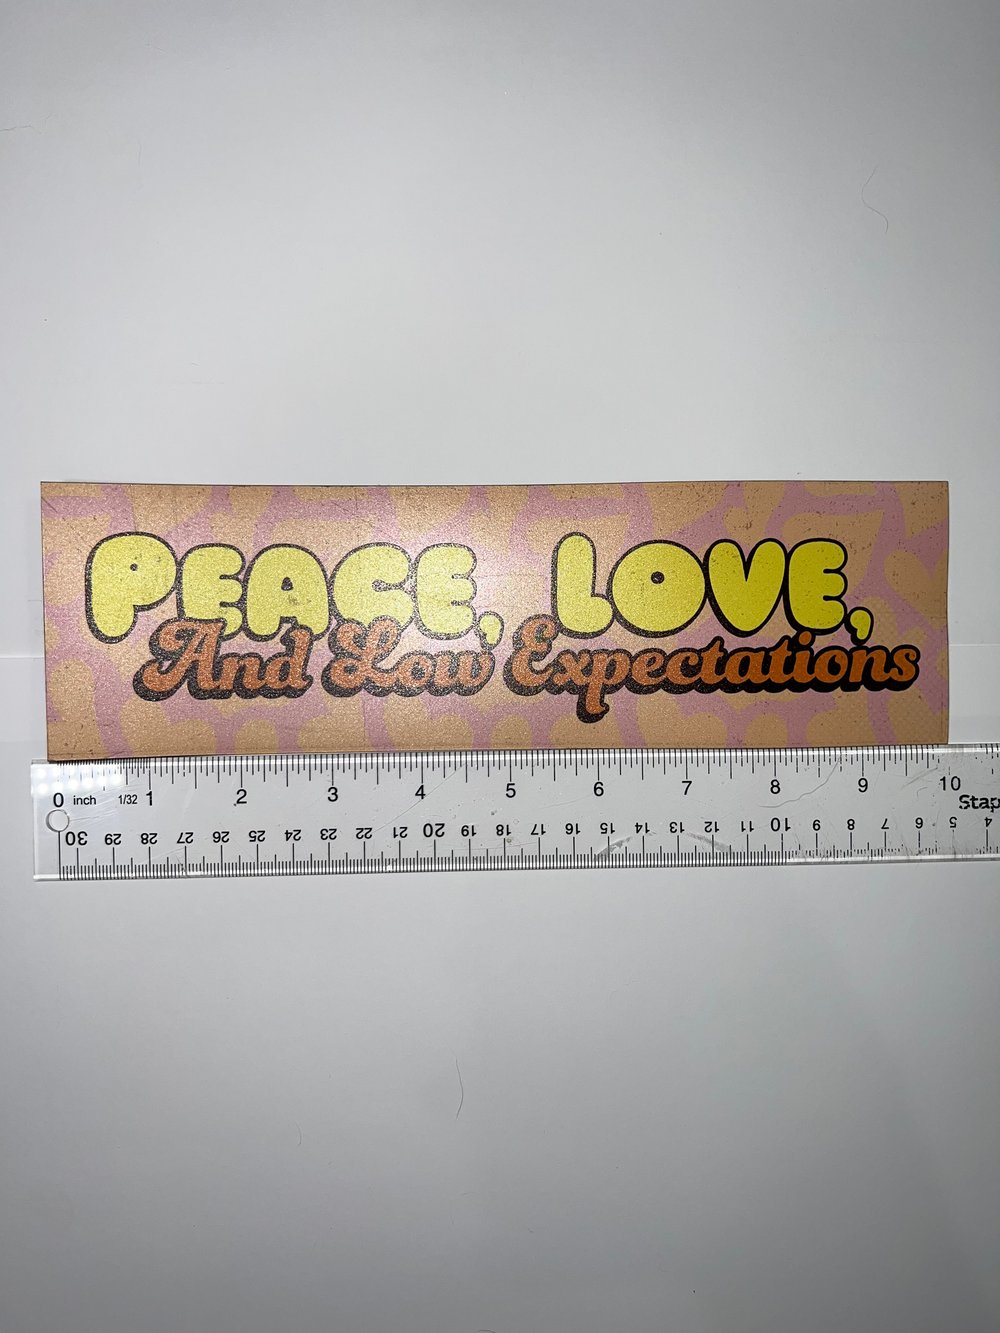 PEACE, LOVE,
And Low Expectations
0 inch 1/32 1 2 3 4 5 6 7 8 9 10
Stap
30 29 28 27 26 25 24 23 22 21 20 19 18 17 16 15 14 13 12 11 10 9 8 7 6 5 4